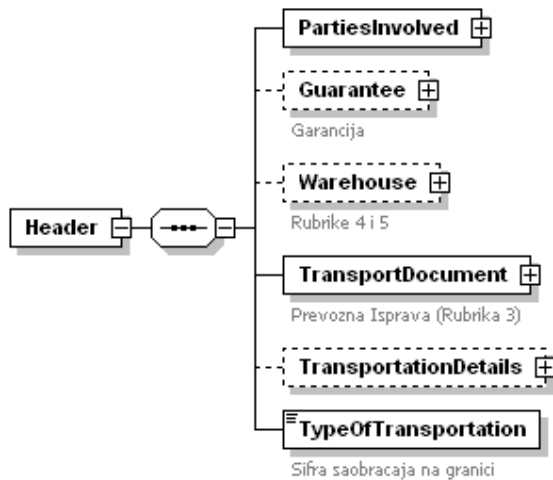 PartiesInvolved
Guarantee
Garancija
Warehouse
Rubrike 4 i 5
Header
TransportDocument
Prevozna Isprava (Rubrika 3)
TransportationDetails
TypeOfTransportation
Sifra saobracaja na granici